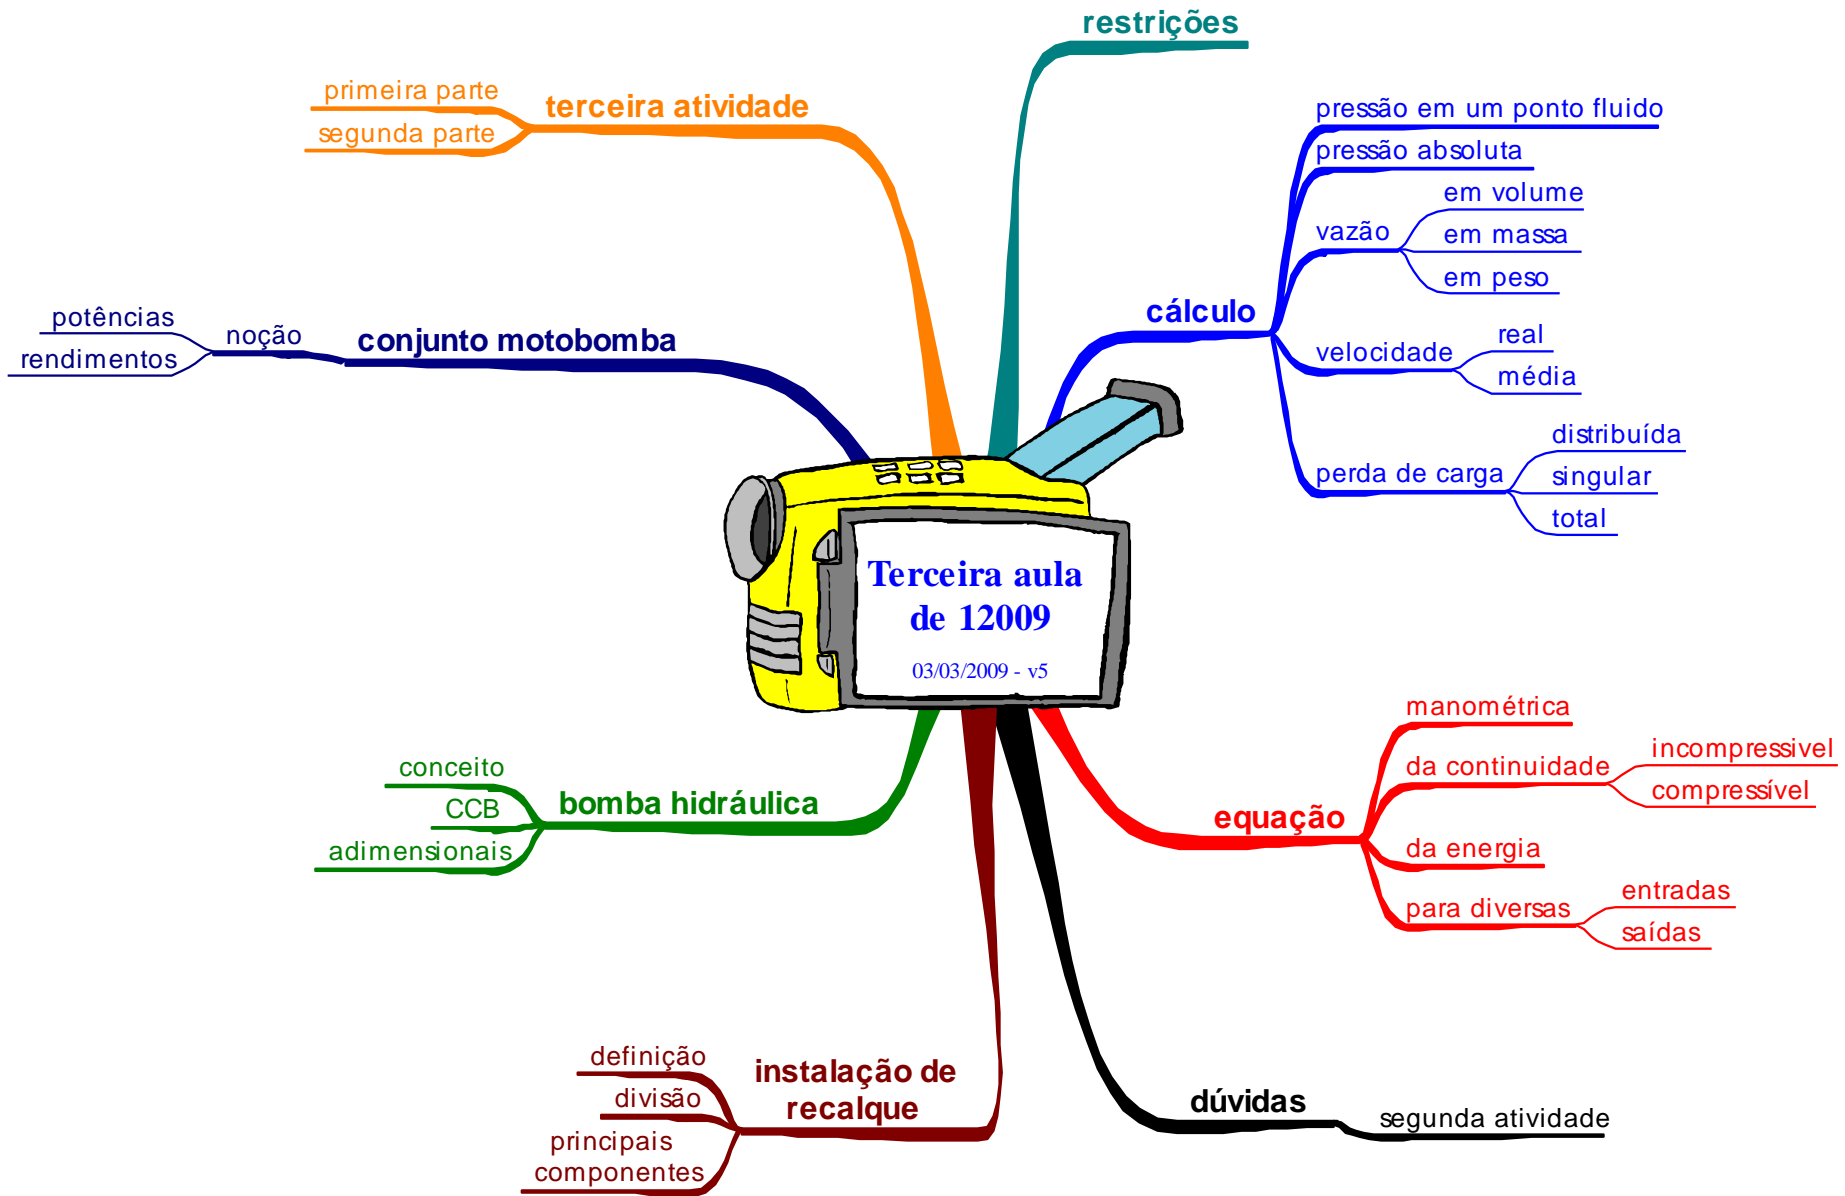 restrições
primeira parte
terceira atividade
segunda parte
pressão em um ponto fluido
pressão absoluta
em volume
vazão
em massa
em peso
cálculo
velocidade
real
média
perda de carga
distribuída
singular
total
potências
noção
conjunto motobomba
rendimentos
Terceira aula
de 12009
03/03/2009 - v5
conceito
CCB
bomba hidráulica
adimensionais
manométrica
da continuidade
incompressivel
compressível
equação
da energia
para diversas
entradas
saídas
definição
divisão
instalação de
recalque
principais
componentes
dúvidas
segunda atividade